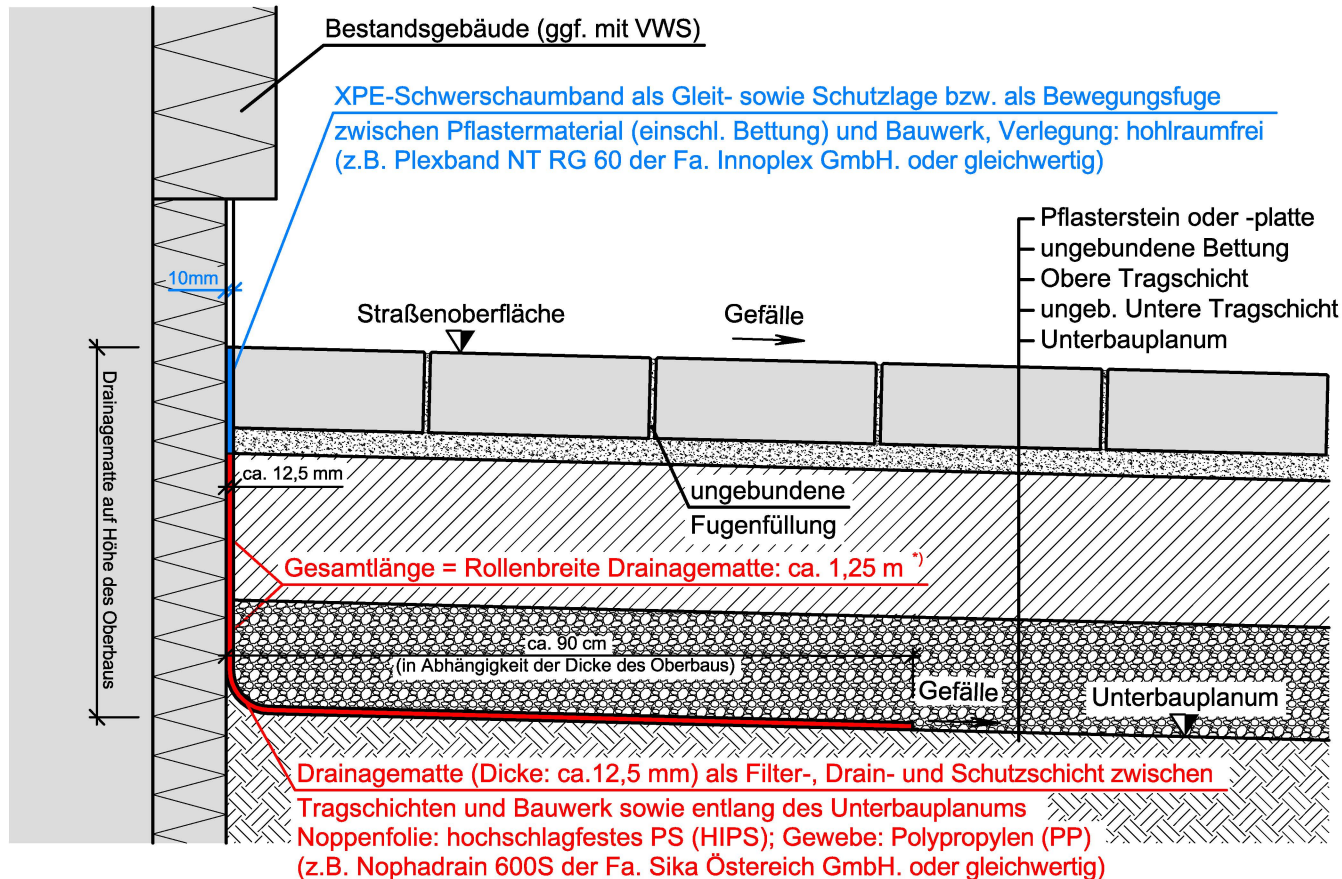 Bestandsgebäude (ggf. mit VWS)
XPE-Schwerschaumband als Gleit- sowie Schutzlage bzw. als Bewegungsfuge
zwischen Pflastermaterial (einschl. Bettung) und Bauwerk, Verlegung: hohlraumfrei
(z.B. Plexband NT RG 60 der Fa. Innoplex GmbH. oder gleichwertig)
Pflasterstein oder -platte
ungebundene Bettung
Obere Tragschicht
ungeb. Untere Tragschicht
Unterbauplanum
10mm
Straßenoberfläche
Gefälle
Drainagematte auf Höhe des Oberbaus
ca. 12,5 mm
ungebundene
Fugenfüllung
Gesamtlänge = Rollenbreite Drainagematte: ca. 1,25 m *)
ca. 90 cm
(in Abhängigkeit der Dicke des Oberbaus)
Gefälle
Unterbauplanum
Drainagematte (Dicke: ca.12,5 mm) als Filter-, Drain- und Schutzschicht zwischen
Tragschichten und Bauwerk sowie entlang des Unterbauplanums
Noppenfolie: hochschlagfestes PS (HIPS); Gewebe: Polypropylen (PP)
(z.B. Nophadrain 600S der Fa. Sika Östereich GmbH. oder gleichwertig)